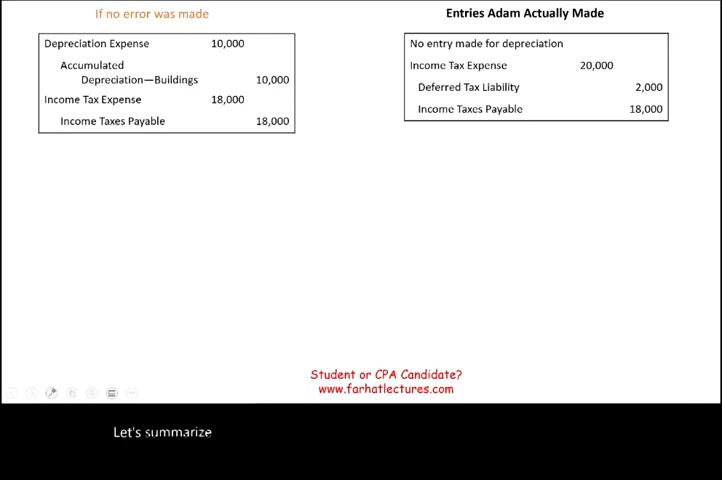 If no error was made
Depreciation Expense 10,000
Accumulated
Depreciation—Buildings 10,000
Income Tax Expense 18,000
Income Taxes Payable 18,000
Entries Adam Actually Made
No entry made for depreciation
Income Tax Expense 20,000
Deferred Tax Liability 2,000
Income Taxes Payable 18,000
Student or CPA Candidate?
www.farhatlectures.com
Let's summarize